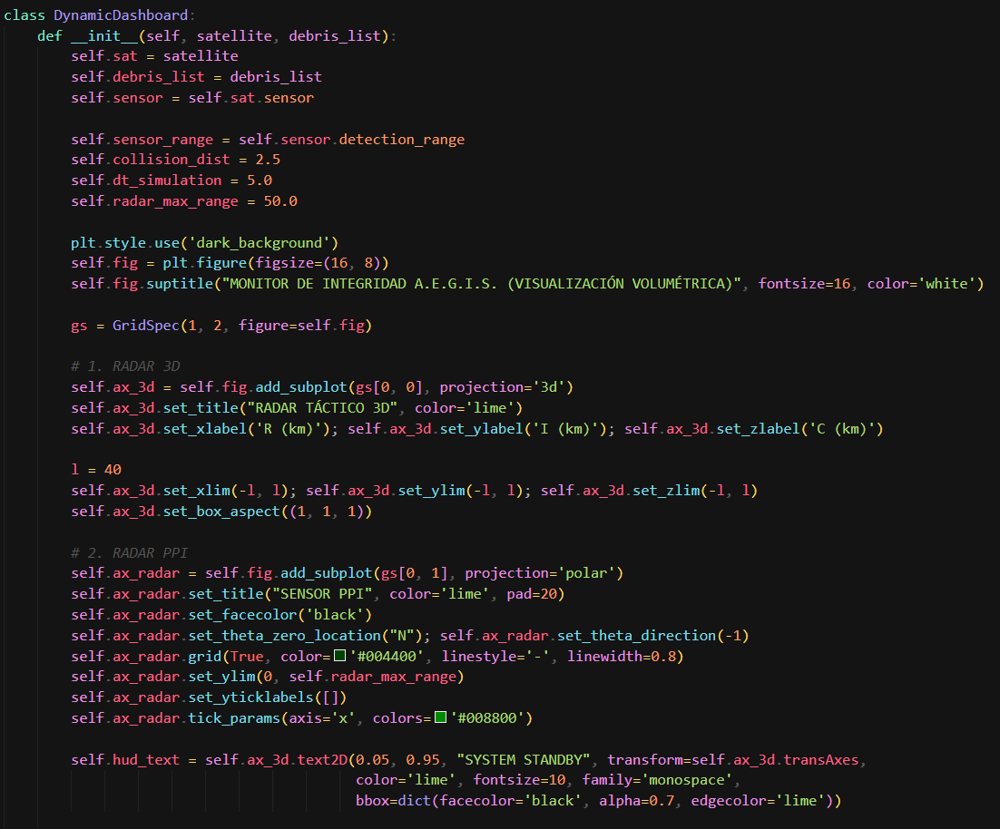 class DynamicDashboard:
    def __init__(self, satellite, debris_list):
        self.sat = satellite
        self.debris_list = debris_list
        self.sensor = self.sat.sensor

        self.sensor_range = self.sensor.detection_range
        self.collision_dist = 2.5
        self.dt_simulation = 5.0
        self.radar_max_range = 50.0

        plt.style.use('dark_background')
        self.fig = plt.figure(figsize=(16, 8))
        self.fig.suptitle("MONITOR DE INTEGRIDAD A.E.G.I.S. (VISUALIZACIÓN VOLUMÉTRICA)", fontsize=16, color='white')

        gs = GridSpec(1, 2, figure=self.fig)

        # 1. RADAR 3D
        self.ax_3d = self.fig.add_subplot(gs[0, 0], projection='3d')
        self.ax_3d.set_title("RADAR TÁCTICO 3D", color='lime')
        self.ax_3d.set_xlabel('R (km)'); self.ax_3d.set_ylabel('I (km)'); self.ax_3d.set_zlabel('C (km)')

        l = 40
        self.ax_3d.set_xlim(-l, l); self.ax_3d.set_ylim(-l, l); self.ax_3d.set_zlim(-l, l)
        self.ax_3d.set_box_aspect((1, 1, 1))

        # 2. RADAR PPI
        self.ax_radar = self.fig.add_subplot(gs[0, 1], projection='polar')
        self.ax_radar.set_title("SENSOR PPI", color='lime', pad=20)
        self.ax_radar.set_facecolor('black')
        self.ax_radar.set_theta_zero_location("N"); self.ax_radar.set_theta_direction(-1)
        self.ax_radar.grid(True, color='#004400', linestyle='-', linewidth=0.8)
        self.ax_radar.set_ylim(0, self.radar_max_range)
        self.ax_radar.set_yticklabels([])
        self.ax_radar.tick_params(axis='x', colors='#008800')

        self.hud_text = self.ax_3d.text2D(0.05, 0.95, "SYSTEM STANDBY", transform=self.ax_3d.transAxes,
                                          color='lime', fontsize=10, family='monospace',
                                          bbox=dict(facecolor='black', alpha=0.7, edgecolor='lime'))